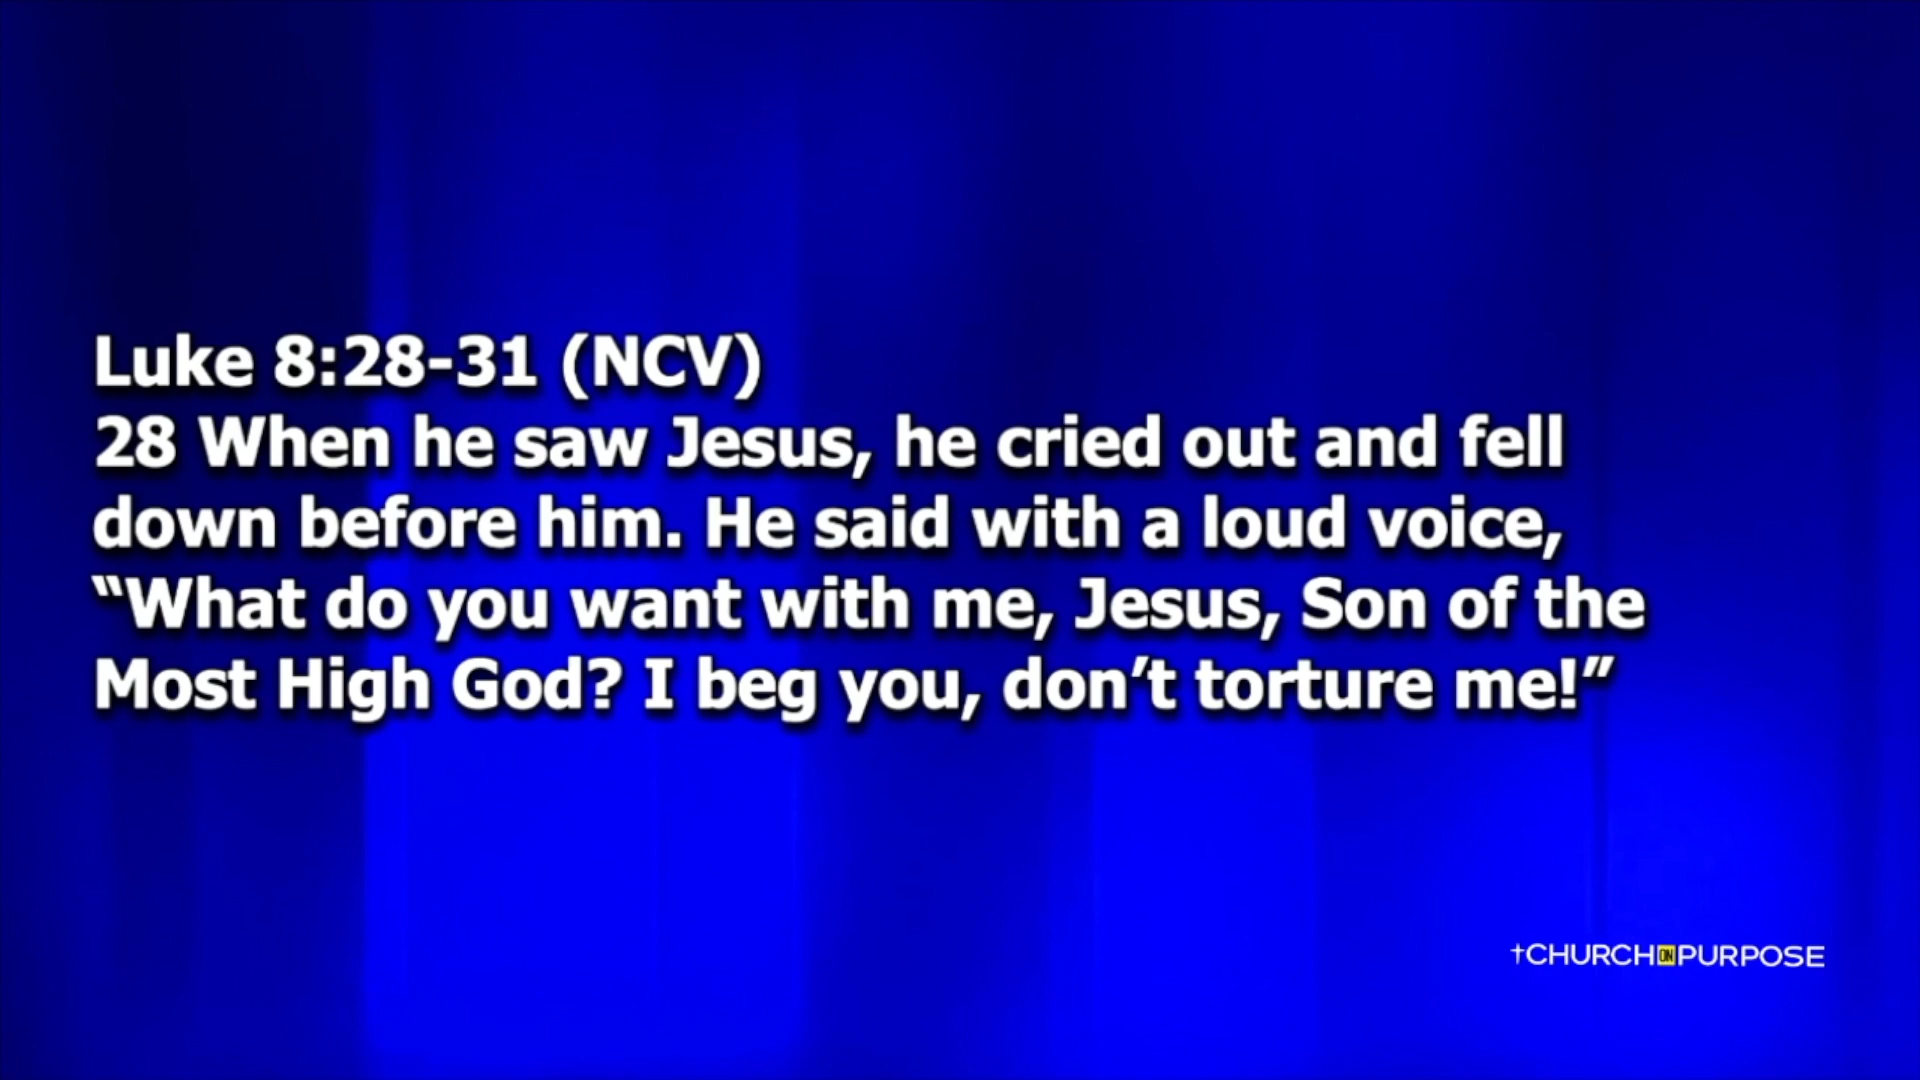 Luke 8:28-31 (NCV)
28 When he saw Jesus, he cried out and fell
down before him. He said with a loud voice,
“What do you want with me, Jesus, Son of the
Most High God? I beg you, don’t torture me!”
†CHURCH ON PURPOSE